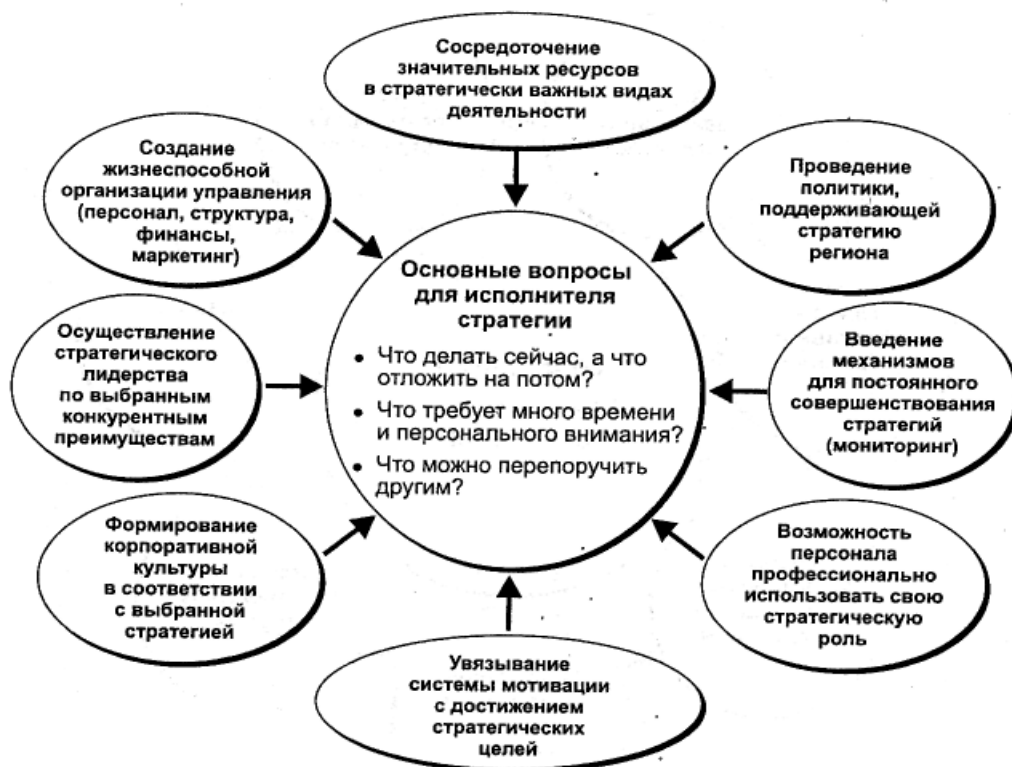 Сосредоточение
значительных ресурсов
в стратегически важных видах
деятельности
Создание
жизнеспособной
организации управления
(персонал, структура,
финансы,
маркетинг)
Проведение
политики,
поддерживающей
стратегию
региона
Основные вопросы
для исполнителя
стратегии
• Что делать сейчас, а что
отложить на потом?
• Что требует много времени
и персонального внимания?
• Что можно перепоручить
другим?
Осуществление
стратегического
лидерства
по выбранным
конкурентным
преимуществам
Введение
механизмов
для постоянного
совершенствования
стратегий
(мониторинг)
Формирование
корпоративной
культуры
в соответствии
с выбранной
стратегией
Возможность
персонала
профессионально
использовать свою
стратегическую
роль
Увязывание
системы мотивации
с достижением
стратегических
целей